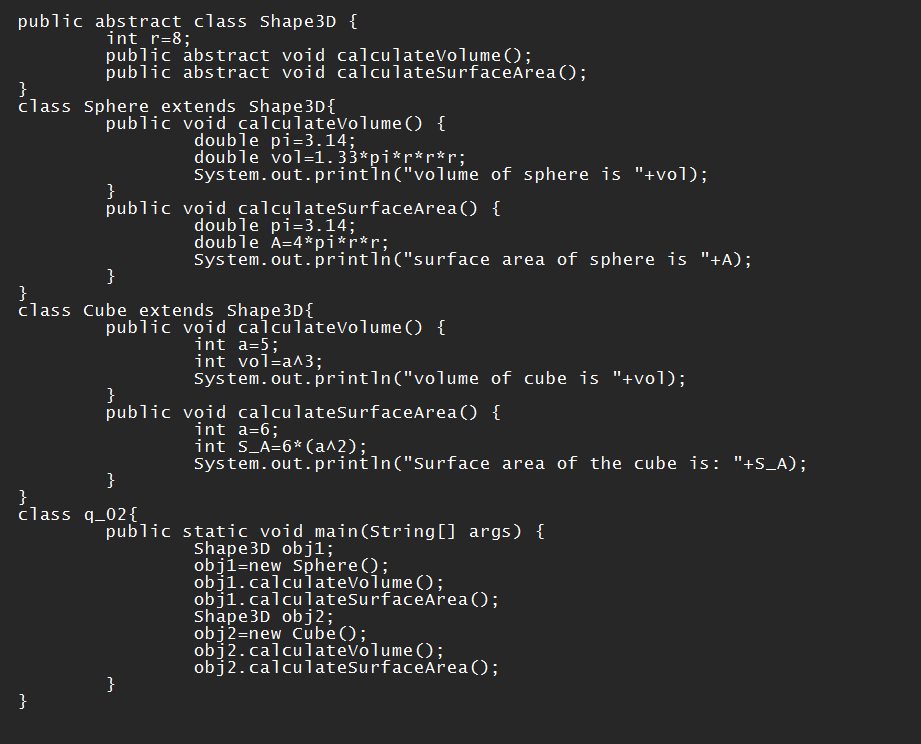 public abstract class Shape3D {
        int r=8;
        public abstract void calculateVolume();
        public abstract void calculateSurfaceArea();
}
class Sphere extends Shape3D{
        public void calculateVolume() {
                double pi=3.14;
                double vol=1.33*pi*r*r*r;
                System.out.println("volume of sphere is "+vol);
        }
        public void calculateSurfaceArea() {
                double pi=3.14;
                double A=4*pi*r*r;
                System.out.println("surface area of sphere is "+A);
        }
}
class Cube extends Shape3D{
        public void calculateVolume() {
                int a=5;
                int vol=a^3;
                System.out.println("volume of cube is "+vol);
        }
        public void calculateSurfaceArea() {
                int a=6;
                int S_A=6*(a^2);
                System.out.println("Surface area of the cube is: "+S_A);
        }
}
class q_02{
        public static void main(String[] args) {
                Shape3D obj1;
                obj1=new Sphere();
                obj1.calculateVolume();
                obj1.calculateSurfaceArea();
                Shape3D obj2;
                obj2=new Cube();
                obj2.calculateVolume();
                obj2.calculateSurfaceArea();
        }
}